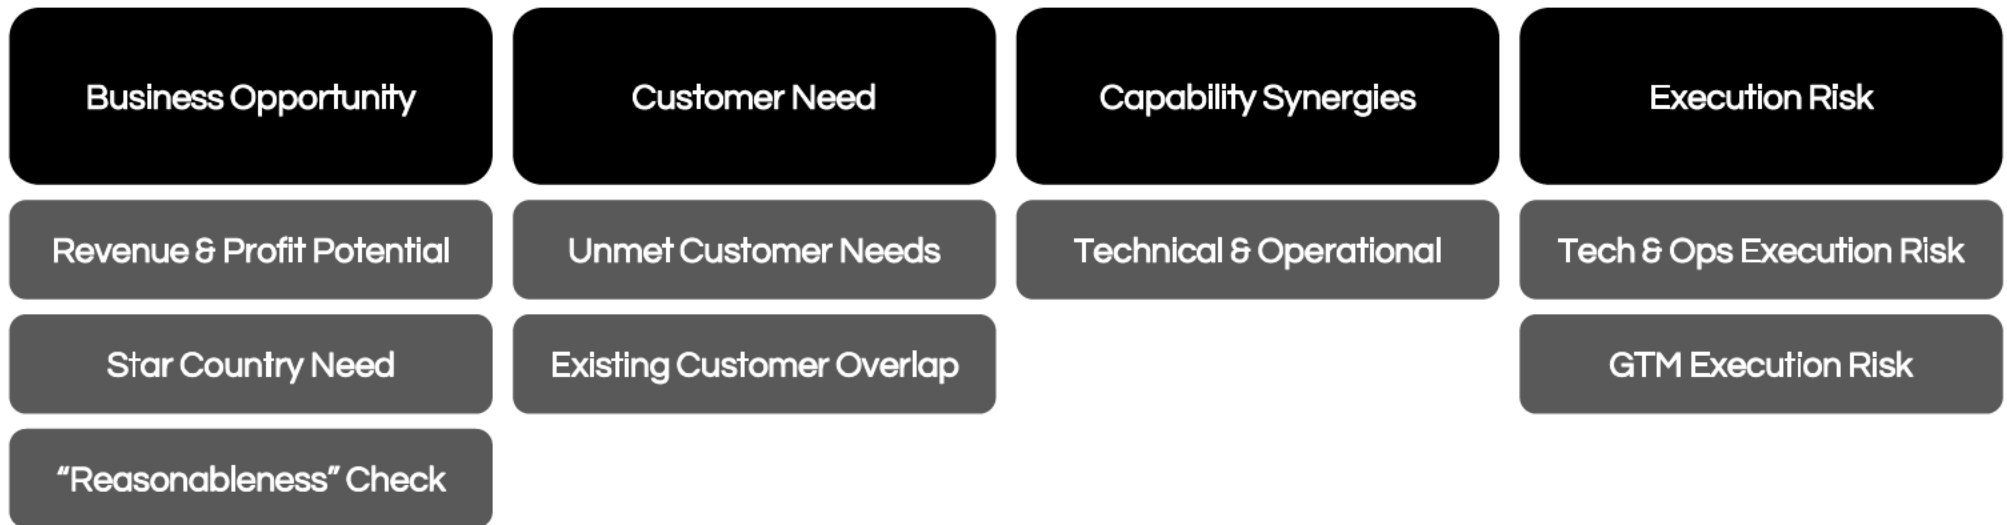 Business Opportunity
Customer Need
Capability Synergies
Execution Risk
Revenue & Profit Potential
Unmet Customer Needs
Technical & Operational
Tech & Ops Execution Risk
Star Country Need
Existing Customer Overlap
GTM Execution Risk
“Reasonableness” Check